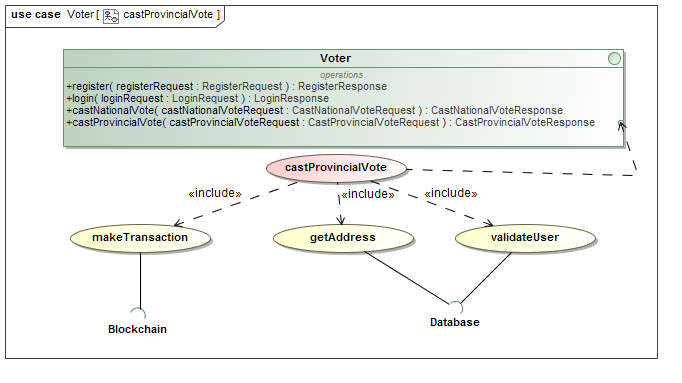 use case Voter [ castProvincialVote ]
Voter
operations
+register( registerRequest : RegisterRequest ) : RegisterResponse
+login( loginRequest : LoginRequest ) : LoginResponse
+castNationalVote( castNationalVoteRequest : CastNationalVoteRequest ) : CastNationalVoteResponse
+castProvincialVote( castProvincialVoteRequest : CastProvincialVoteRequest ) : CastProvincialVoteResponse
castProvincialVote
«include» «include» «include»
makeTransaction getAddress validateUser
Blockchain Database